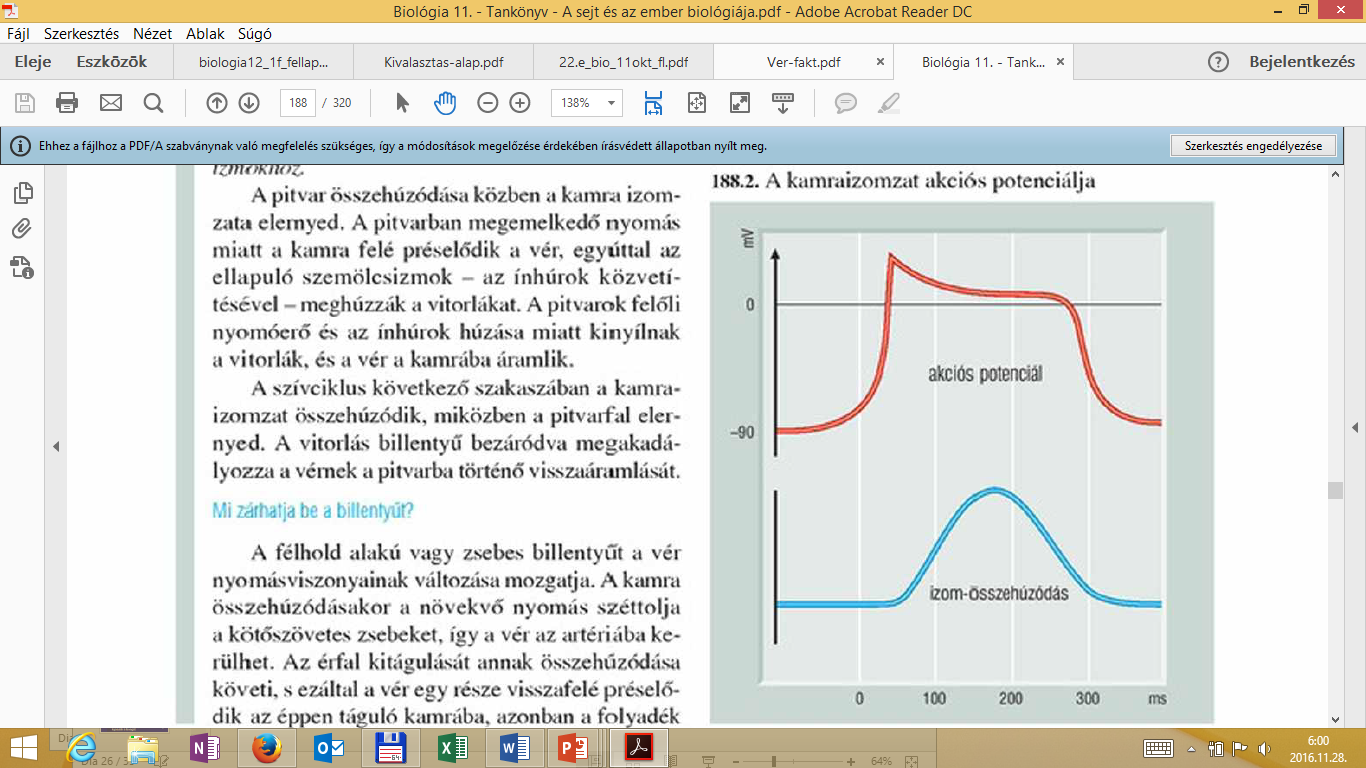 Biológia 11. - Tankönyv - A sejt és az ember biológiája.pdf - Adobe Acrobat Reader DC
Fájl Szerkesztés Nézet Ablak Súgó
Eleje Eszközök biologia12_1f_fellap... Kivalasztas-alap.pdf 22.e_bio_11okt_fl.pdf Ver-fakt.pdf × Biológia 11. - Tank... × Bejelentkezés
188 / 320 138%
Ehhez a fájlhoz a PDF/A szabványnak való megfelelés szükséges, így a módosítások megelőzése érdekében írásvédett állapotban nyílt meg. Szerkesztés engedélyezése
izmokhoz.
A pitvar összehúzódása közben a kamra izom-
zata elernyed. A pitvarban megemelkedő nyomás
miatt a kamra felé préselődik a vér, egyúttal az
ellapuló szemölcsizmok – az ínhúrok közvetí-
tésével – meghúzzák a vitorlákat. A pitvarok felőli
nyomóerő és az ínhúrok húzása miatt kinyílnak
a vitorlák, és a vér a kamrába áramlik.
A szívciklus következő szakaszában a kamra-
izomzat összehúzódik, miközben a pitvarfal eler-
nyed. A vitorlás billentyű bezáródva megakadá-
lyozza a vérnek a pitvarba történő visszaáramlását.
Mi zárhatja be a billentyűt?
A félhold alakú vagy zsebes billentyűt a vér
nyomásviszonyainak változása mozgatja. A kamra
összehúzódásakor a növekvő nyomás széttolja
a kötőszövetes zsebeket, így a vér az artériába ke-
rülhet. Az érfal kitágulását annak összehúzódása
követi, s ezáltal a vér egy része visszafelé préselő-
dik az éppen táguló kamrába, azonban a folyadék
188.2. A kamraizomzat akciós potenciálja
mV
0
akciós potenciál
–90
izom-összehúzódás
0 100 200 300 ms
Dia 26 / 3
64%
6:00
2016.11.28.